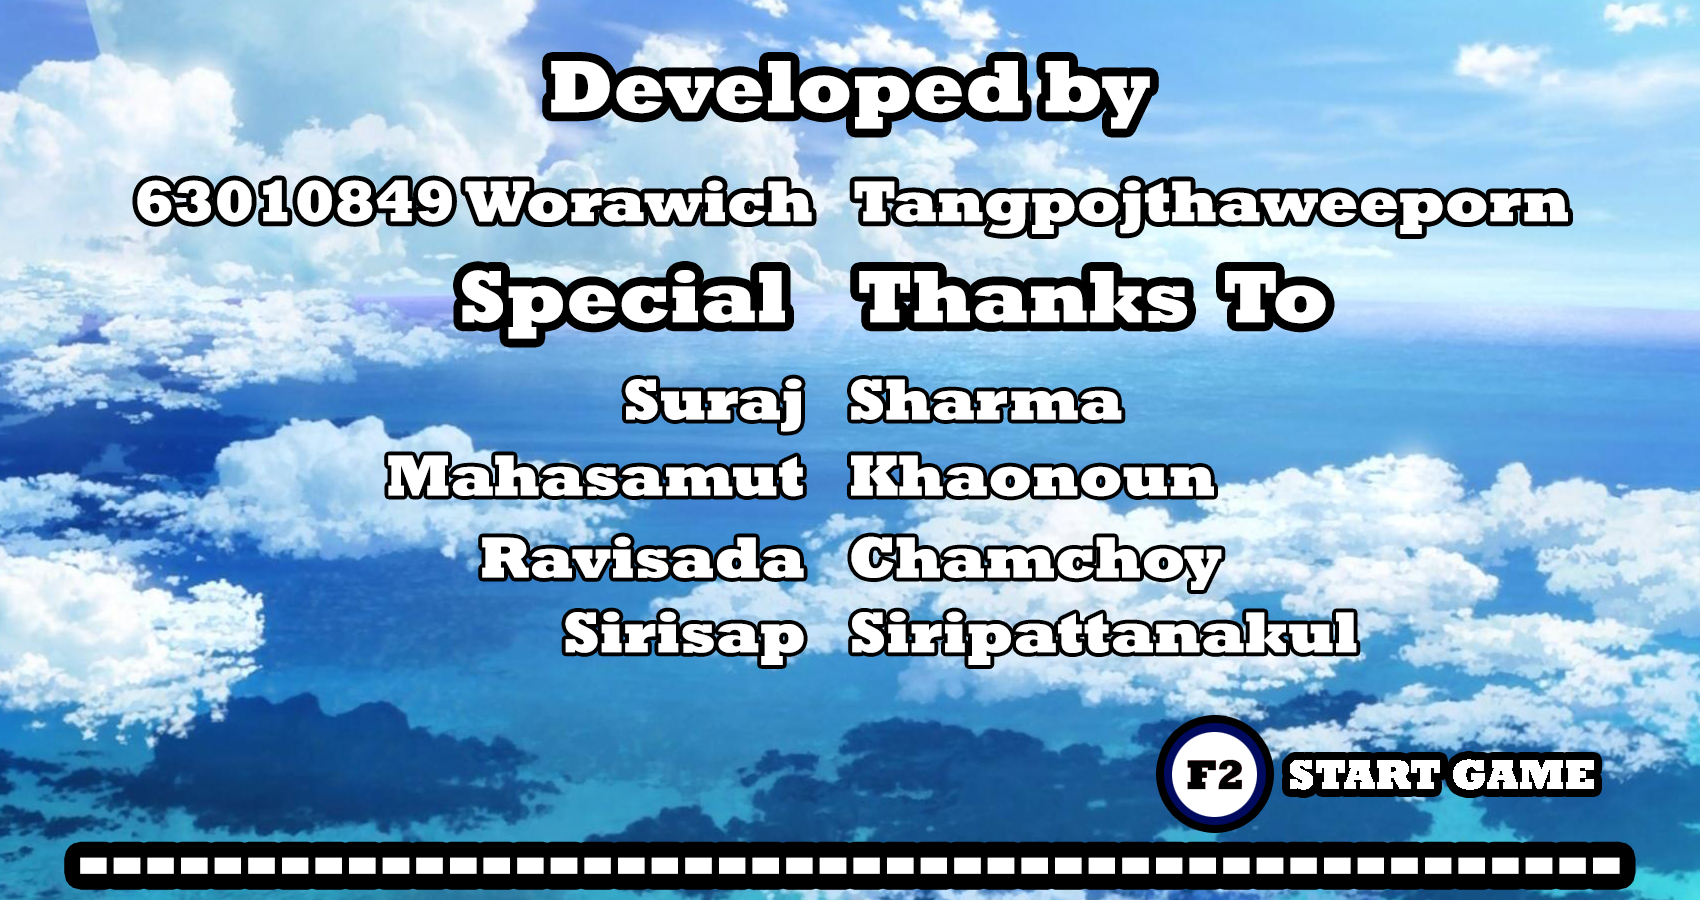 Developed by
63010849 Worawich Tangpojthaweeporn
Special Thanks To
Suraj Sharma
Mahasamut Khaonoun
Ravisada Chamchoy
Sirisap Siripattanakul
F2 START GAME